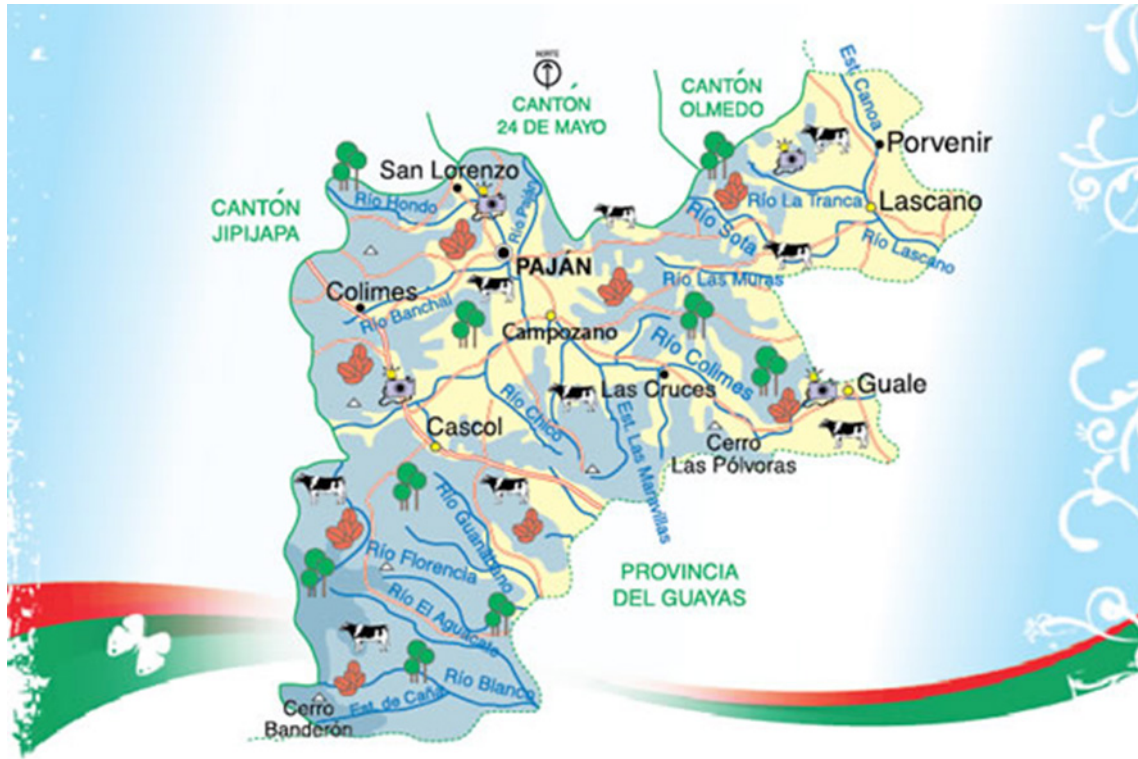 NORTE
CANTÓN
24 DE MAYO
CANTÓN
OLMEDO
Est. Canoa
Porvenir
San Lorenzo
Río Hondo
Río Paján
Río La Tranca
Lascano
CANTÓN
JIPIJAPA
Río Sota
Río Lascano
PAJÁN
Río Las Muras
Colimes
Río Banchal
Campozano
Río Colimes
Las Cruces
Guale
Río Chico
Cascol
Est. Las Maravillas
Cerro
Las Pólvoras
Río Guanabano
Río Florencia
PROVINCIA
DEL GUAYAS
Río El Aguacate
Río Blanco
Est. de Caña
Cerro
Banderón